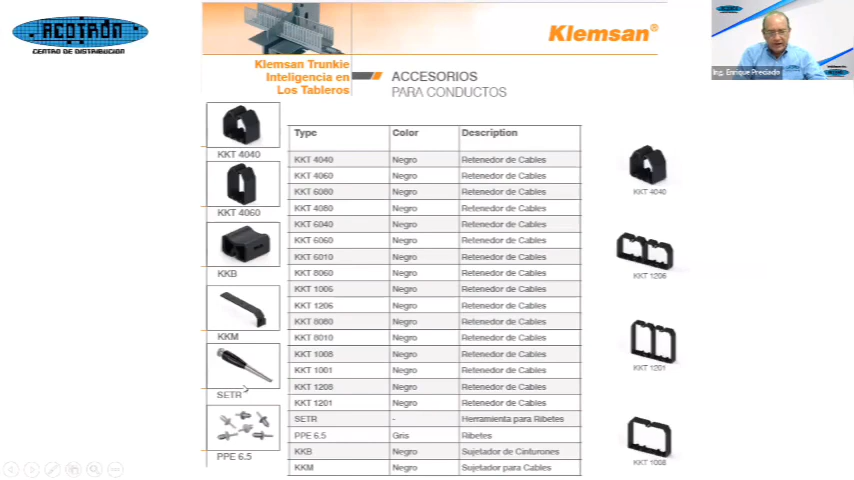 ACOTRÓN
CENTRO DE DISTRIBUCIÓN
Klemsan®
Klemsan Trunkie
Inteligencia en
Los Tableros
ACCESORIOS
PARA CONDUCTOS
Ing. Enrique Preciado
KKT 4040
KKT 4060
KKB
KKM
SETR
PPE 6.5
Type Color Description
KKT 4040 Negro Retenedor de Cables
KKT 4060 Negro Retenedor de Cables
KKT 6080 Negro Retenedor de Cables
KKT 4080 Negro Retenedor de Cables
KKT 6040 Negro Retenedor de Cables
KKT 6060 Negro Retenedor de Cables
KKT 6010 Negro Retenedor de Cables
KKT 8060 Negro Retenedor de Cables
KKT 1006 Negro Retenedor de Cables
KKT 1206 Negro Retenedor de Cables
KKT 8080 Negro Retenedor de Cables
KKT 8010 Negro Retenedor de Cables
KKT 1008 Negro Retenedor de Cables
KKT 1001 Negro Retenedor de Cables
KKT 1208 Negro Retenedor de Cables
KKT 1201 Negro Retenedor de Cables
SETR - Herramienta para Ribetes
PPE 6.5 Gris Ribetes
KKB Negro Sujetador de Cinturones
KKM Negro Sujetador para Cables
KKT 4040
KKT 1206
KKT 1201
KKT 1008